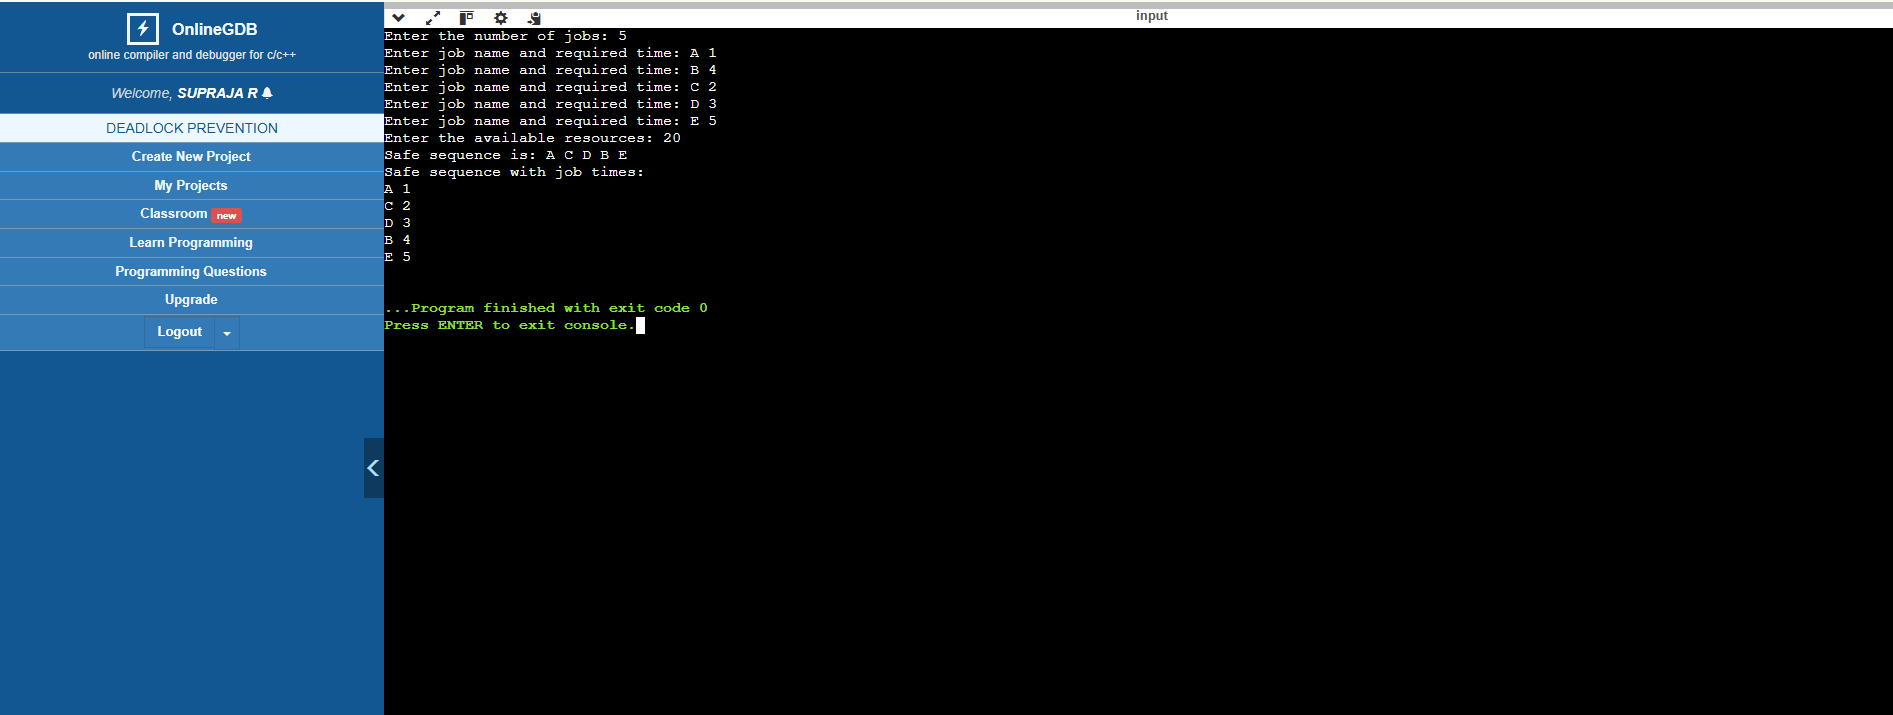 OnlineGDB
online compiler and debugger for c/c++
Welcome, SUPRAJA R
DEADLOCK PREVENTION
Create New Project
My Projects
Classroom new
Learn Programming
Programming Questions
Upgrade
Logout
input
Enter the number of jobs: 5
Enter job name and required time: A 1
Enter job name and required time: B 4
Enter job name and required time: C 2
Enter job name and required time: D 3
Enter job name and required time: E 5
Enter the available resources: 20
Safe sequence is: A C D B E
Safe sequence with job times:
A 1
C 2
D 3
B 4
E 5
...Program finished with exit code 0
Press ENTER to exit console.